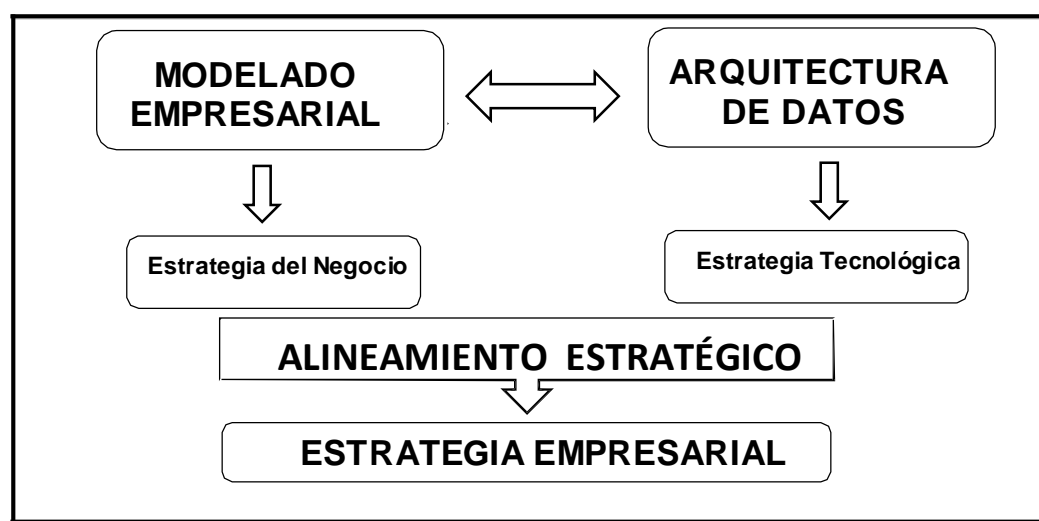 MODELADO
EMPRESARIAL
ARQUITECTURA
DE DATOS
Estrategia del Negocio
Estrategia Tecnológica
ALINEAMIENTO ESTRATÉGICO
ESTRATEGIA EMPRESARIAL